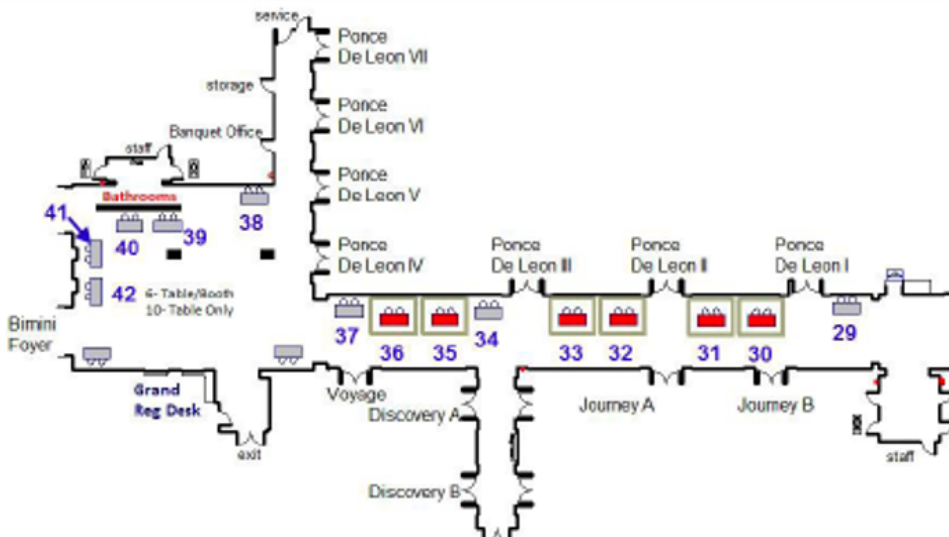 service
Ponce
De Leon VII
storage
Ponce
De Leon VI
Banquet Office
staff
Ponce
De Leon V
Bathrooms
41
38
40
39
Ponce
De Leon IV
Ponce
De Leon III
Ponce
De Leon II
Ponce
De Leon I
42
6- Table/Booth
10- Table Only
Bimini
Foyer
37
36
35
34
33
32
31
30
29
Grand
Reg Desk
Voyage
Discovery A
Journey A
Journey B
exit
staff
Discovery B